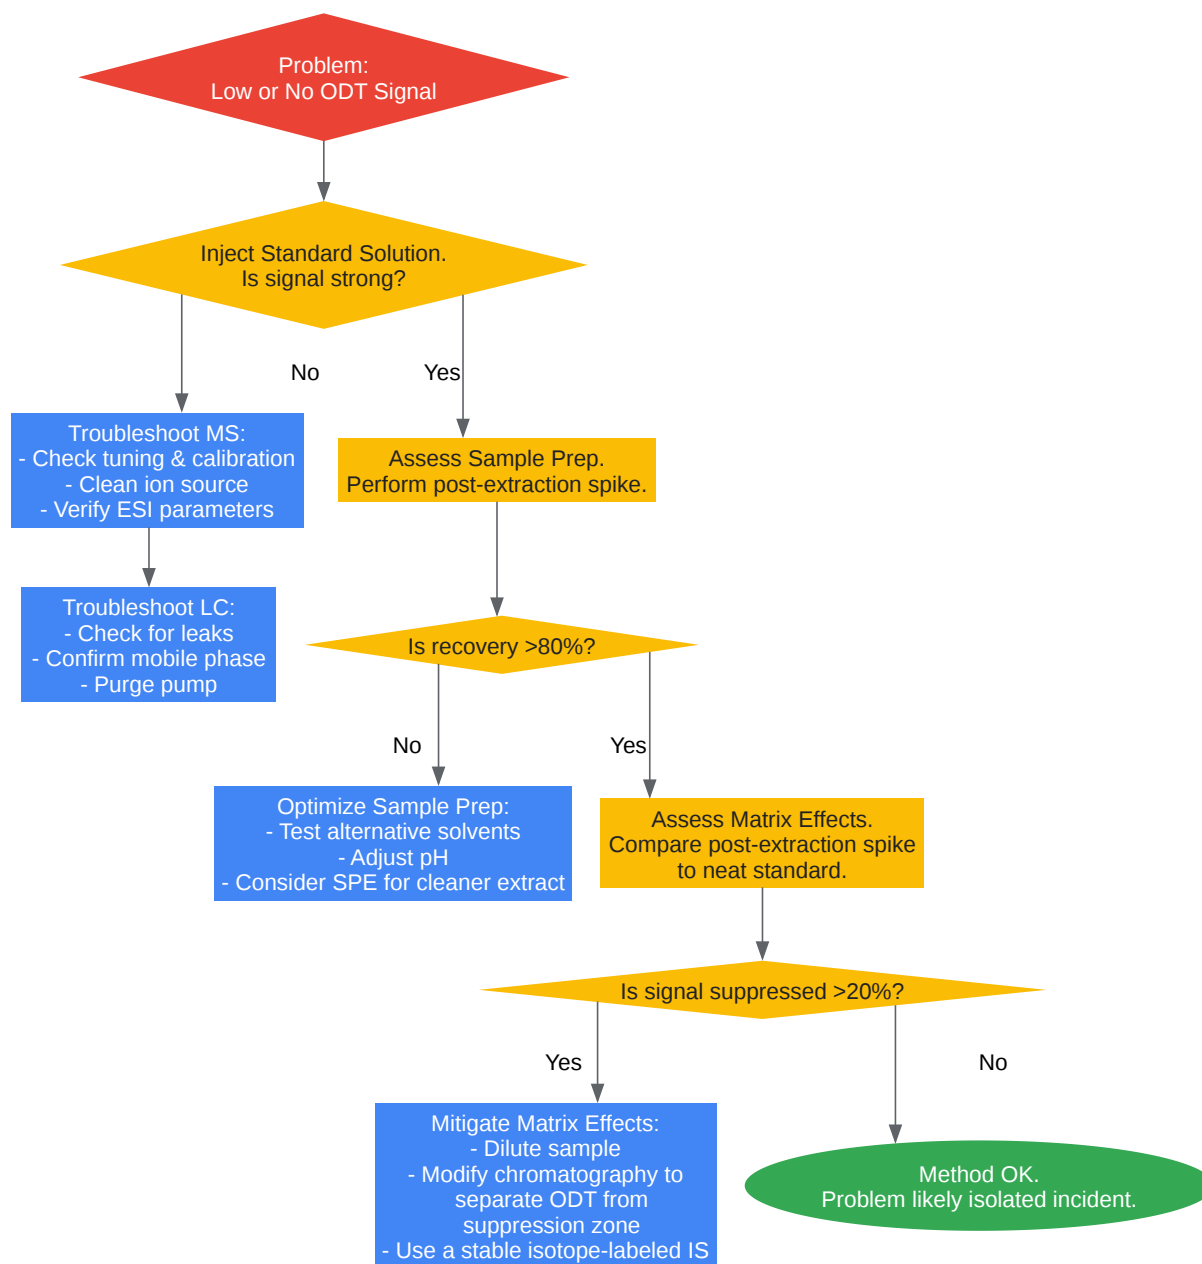 Problem:
Low or No ODT Signal
Inject Standard Solution.
Is signal strong?
No
Yes
Troubleshoot MS:
- Check tuning & calibration
- Clean ion source
- Verify ESI parameters
Assess Sample Prep.
Perform post-extraction spike.
Troubleshoot LC:
- Check for leaks
- Confirm mobile phase
- Purge pump
Is recovery >80%?
No
Yes
Optimize Sample Prep:
- Test alternative solvents
- Adjust pH
- Consider SPE for cleaner extract
Assess Matrix Effects.
Compare post-extraction spike
to neat standard.
Is signal suppressed >20%?
Yes
No
Mitigate Matrix Effects:
- Dilute sample
- Modify chromatography to
separate ODT from
suppression zone
- Use a stable isotope-labeled IS
Method OK.
Problem likely isolated incident.